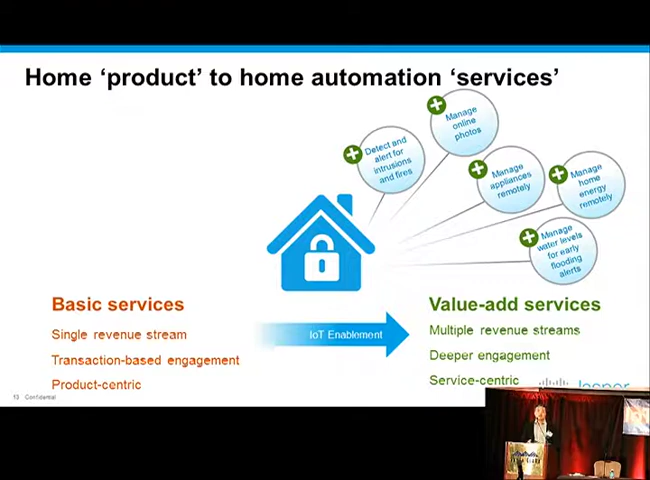 Home ‘product’ to home automation ‘services’
Manage
online
photos
Detect and
alert for
intrusions
and fires
Manage
appliances
remotely
Manage
home
energy
remotely
Manage
water levels
for early
flooding
alerts
Basic services
Single revenue stream
Transaction-based engagement
Product-centric
IoT Enablement
Value-add services
Multiple revenue streams
Deeper engagement
Service-centric
Jasper
13 Confidential